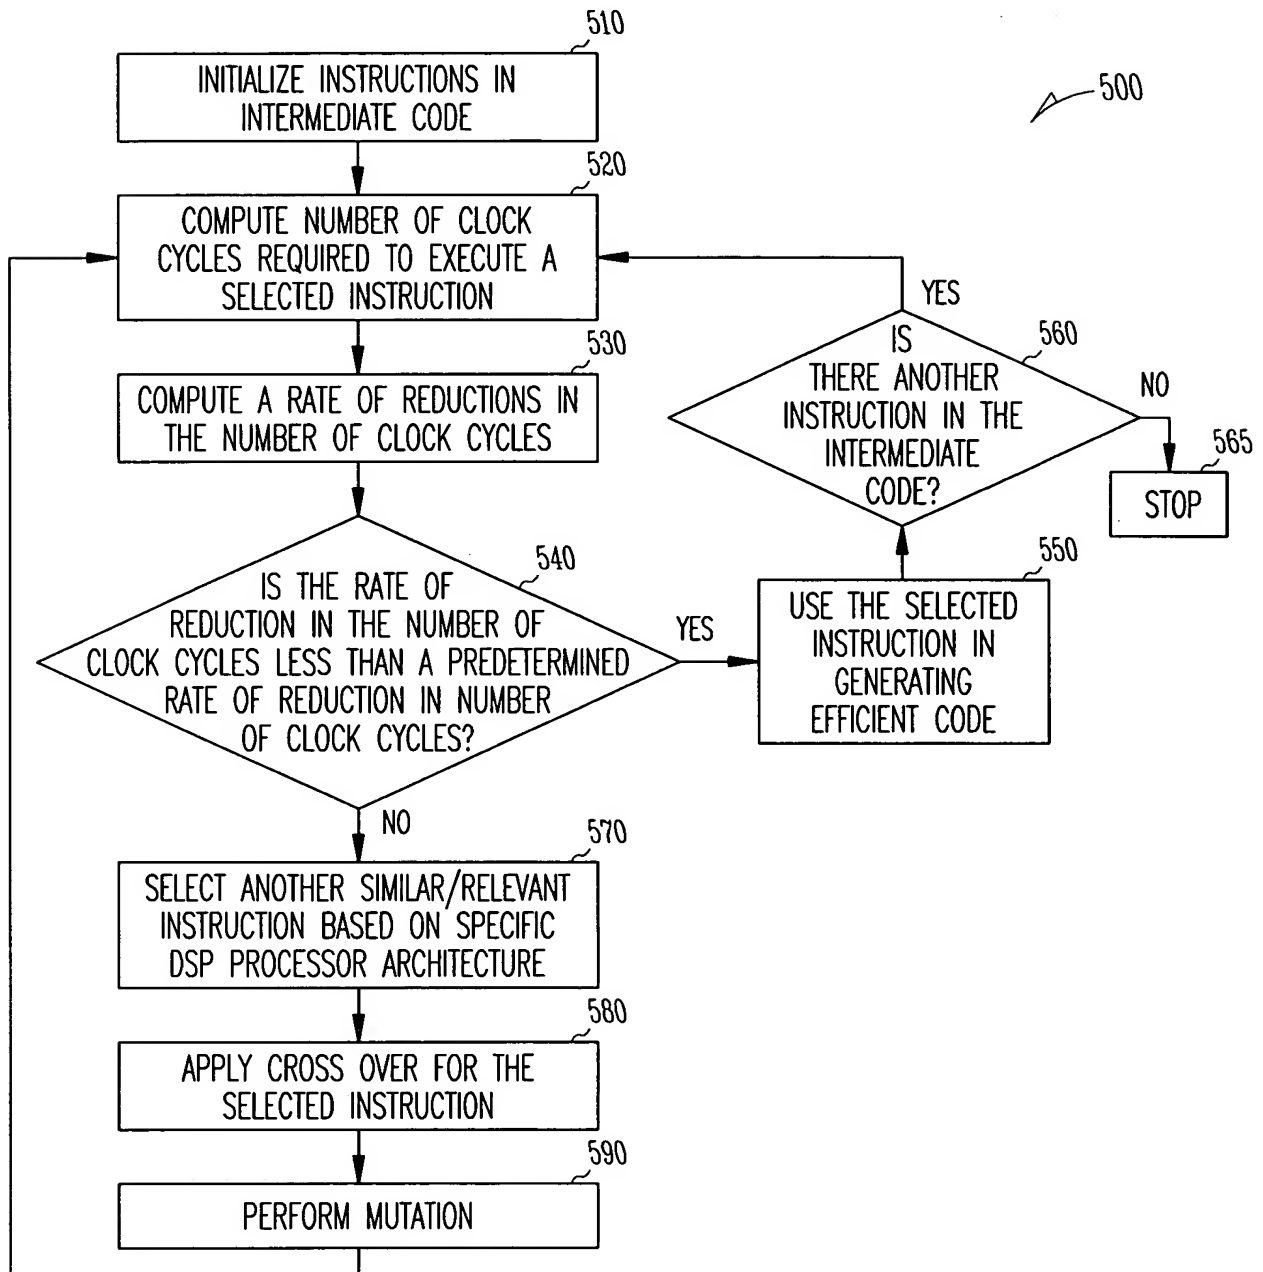 510
INITIALIZE INSTRUCTIONS IN
INTERMEDIATE CODE
500
520
COMPUTE NUMBER OF CLOCK
CYCLES REQUIRED TO EXECUTE A
SELECTED INSTRUCTION
530
COMPUTE A RATE OF REDUCTIONS IN
THE NUMBER OF CLOCK CYCLES
540
IS THE RATE OF
REDUCTION IN THE NUMBER OF
CLOCK CYCLES LESS THAN A PREDETERMINED
RATE OF REDUCTION IN NUMBER
OF CLOCK CYCLES?
YES
550
USE THE SELECTED
INSTRUCTION IN
GENERATING
EFFICIENT CODE
560
IS
THERE ANOTHER
INSTRUCTION IN THE
INTERMEDIATE
CODE?
YES
NO
565
STOP
NO
570
SELECT ANOTHER SIMILAR/RELEVANT
INSTRUCTION BASED ON SPECIFIC
DSP PROCESSOR ARCHITECTURE
580
APPLY CROSS OVER FOR THE
SELECTED INSTRUCTION
590
PERFORM MUTATION